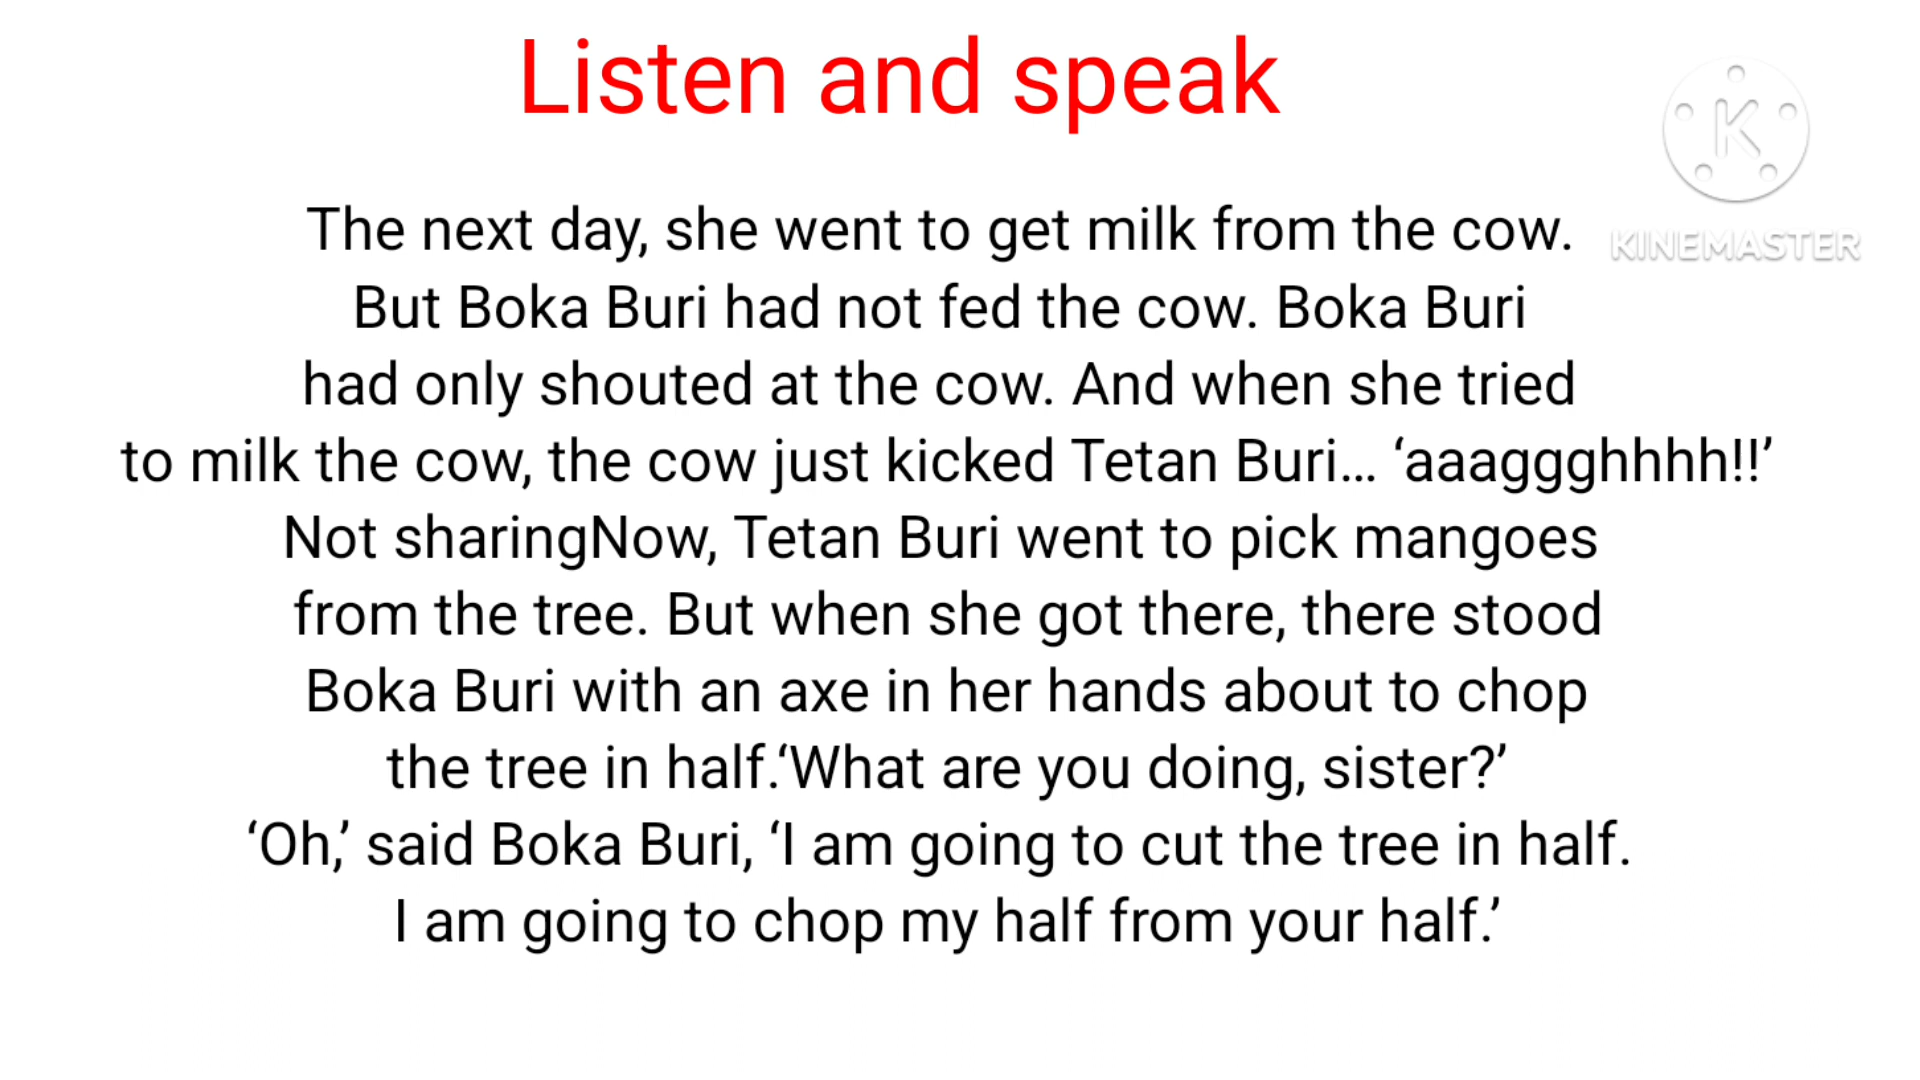 Listen and speak
K
KINEMASTER
The next day, she went to get milk from the cow.
But Boka Buri had not fed the cow. Boka Buri
had only shouted at the cow. And when she tried
to milk the cow, the cow just kicked Tetan Buri… ‘aaaggghhhh!!’
Not sharingNow, Tetan Buri went to pick mangoes
from the tree. But when she got there, there stood
Boka Buri with an axe in her hands about to chop
the tree in half.‘What are you doing, sister?’
‘Oh,’ said Boka Buri, ‘I am going to cut the tree in half.
I am going to chop my half from your half.’